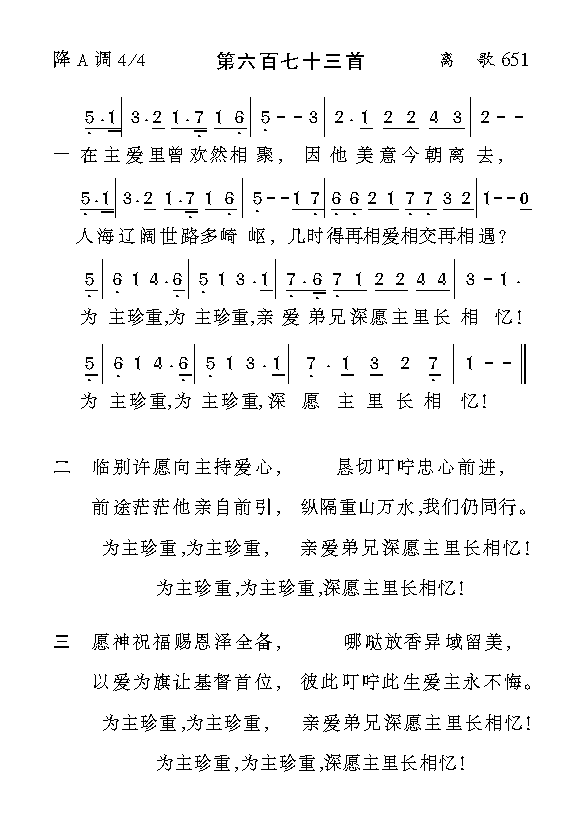 降A调4/4 第六百七十三首 离 歌 651
5.1|3.2 1.7 1 6|5--3|2.1 2 2 4 3|2--
一 在主爱里曾欢然相聚, 因他美意今朝离去,
5.1|3.2 1.7 1 6|5--1 7|6 6 2 1 7 7 3 2|1--0
人海辽阔世路多崎岖, 几时得再相爱相交再相遇?
5|6 1 4.6|5 1 3.1|7.6 7 1 2 2 4 4|3-1.
为主珍重,为主珍重,亲爱弟兄深愿主里长相忆!
5|6 1 4.6|5 1 3.1|7.1 3 2 7|1--‖
为主珍重,为主珍重,深愿主里长相忆!
二 临别许愿向主持爱心, 恳切叮咛忠心前进,
前途茫茫他亲自前引, 纵隔重山万水,我们仍同行。
为主珍重,为主珍重, 亲爱弟兄深愿主里长相忆!
为主珍重,为主珍重,深愿主里长相忆!
三 愿神祝福赐恩泽全备, 哪哒放香异域留美,
以爱为旗让基督首位, 彼此叮咛此生爱主永不悔。
为主珍重,为主珍重, 亲爱弟兄深愿主里长相忆!
为主珍重,为主珍重,深愿主里长相忆!